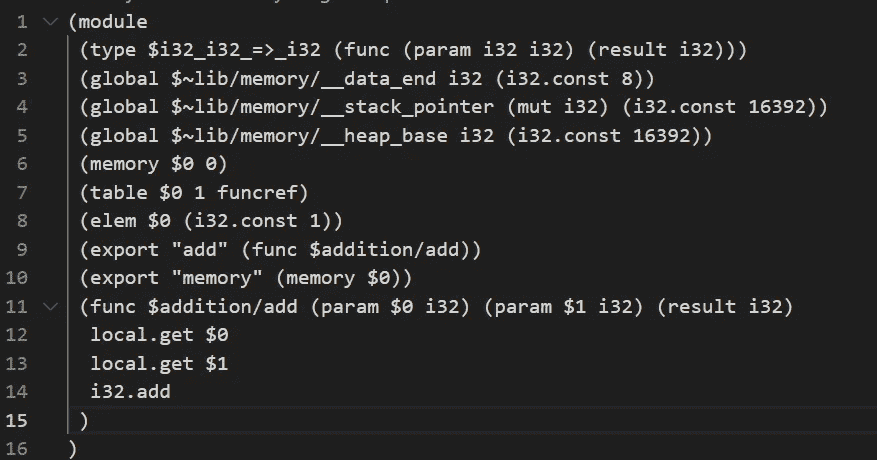 1 (module
2 (type $i32_i32_=>_i32 (func (param i32 i32) (result i32)))
3 (global $~lib/memory/__data_end i32 (i32.const 8))
4 (global $~lib/memory/__stack_pointer (mut i32) (i32.const 16392))
5 (global $~lib/memory/__heap_base i32 (i32.const 16392))
6 (memory $0 0)
7 (table $0 1 funcref)
8 (elem $0 (i32.const 1))
9 (export "add" (func $addition/add))
10 (export "memory" (memory $0))
11 (func $addition/add (param $0 i32) (param $1 i32) (result i32)
12 local.get $0
13 local.get $1
14 i32.add
15 )
16 )